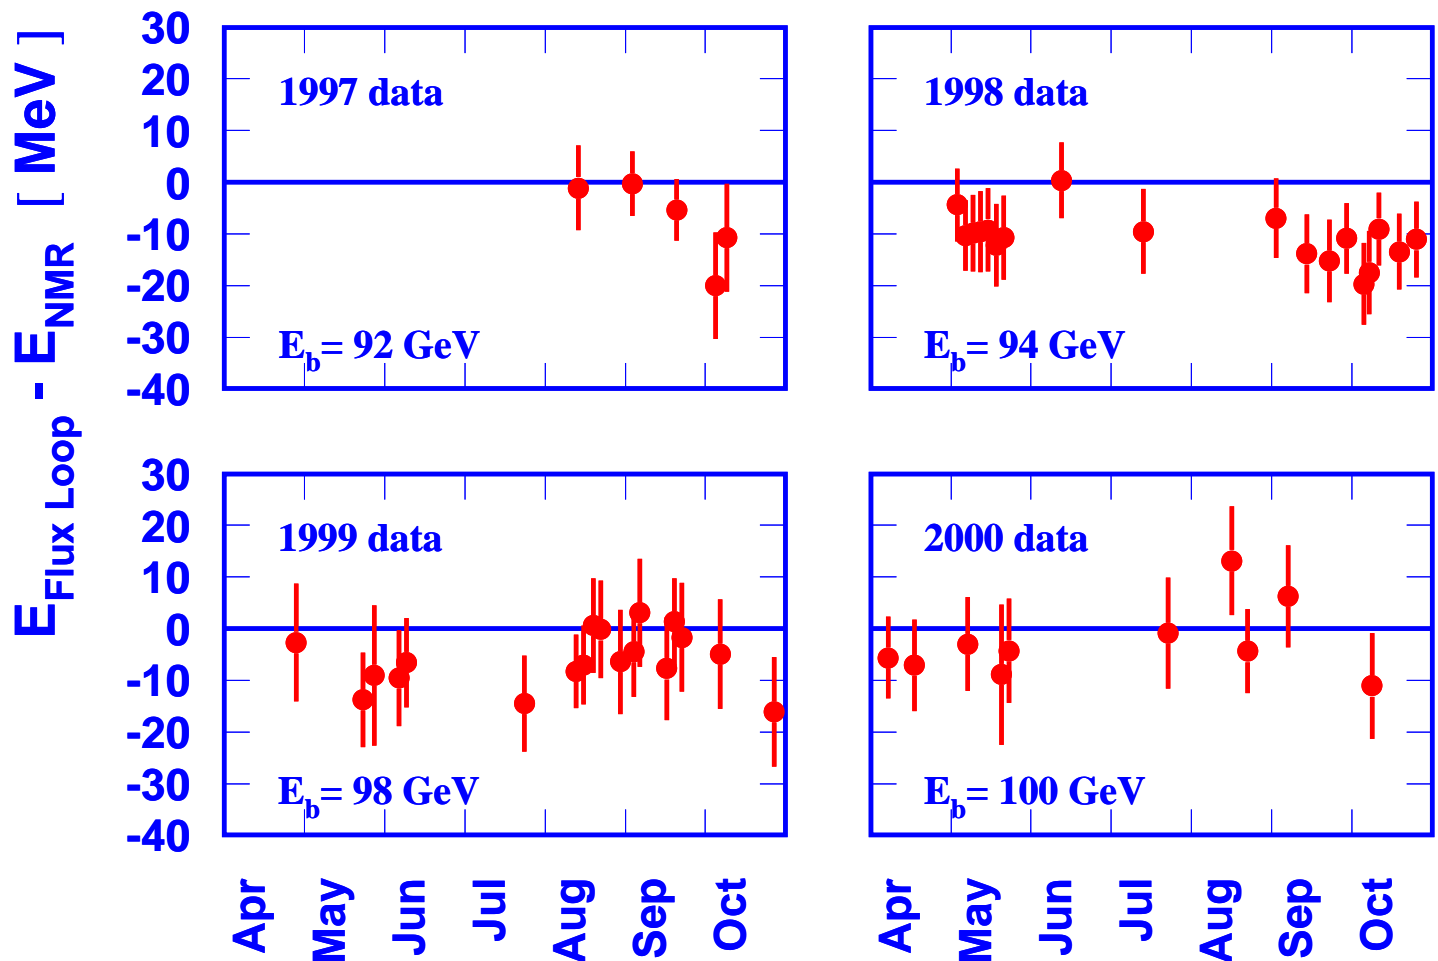 E_Flux Loop - E_NMR [ MeV ]
30
20
10
0
-10
-20
-30
-40
1997 data
E_b= 92 GeV
1998 data
E_b= 94 GeV
30
20
10
0
-10
-20
-30
-40
1999 data
E_b= 98 GeV
2000 data
E_b= 100 GeV
Apr May Jun Jul Aug Sep Oct
Apr May Jun Jul Aug Sep Oct